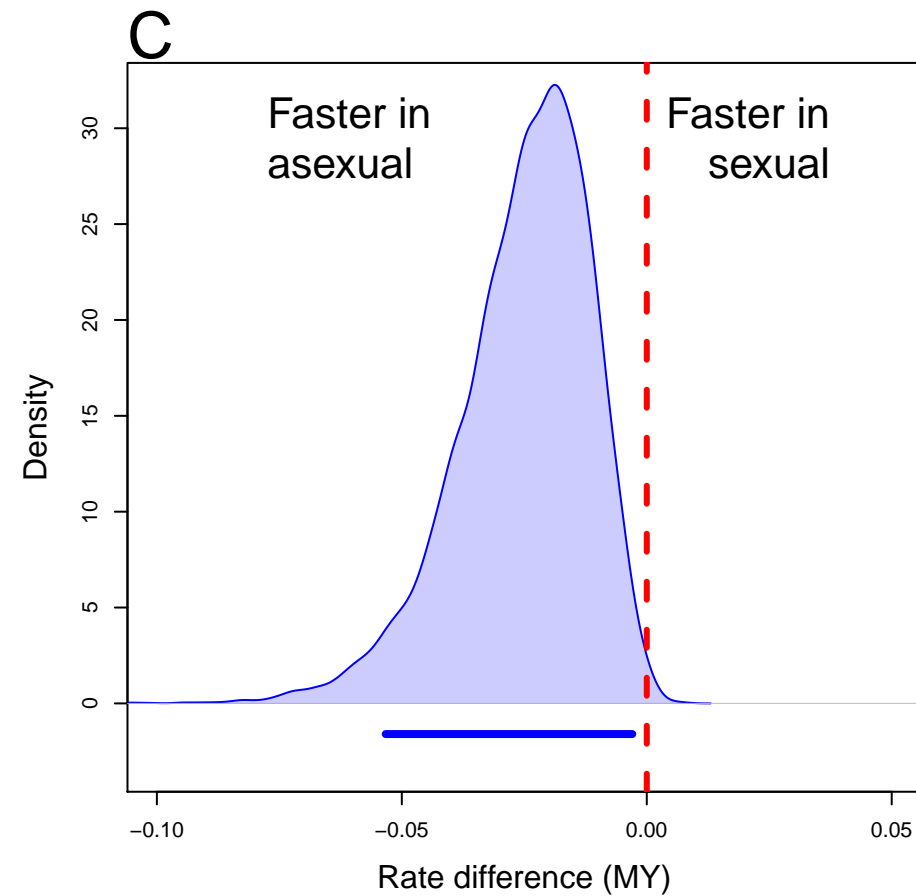 C
Faster in
asexual
Faster in
sexual
Density
30
25
20
15
10
5
0
−0.10
−0.05
0.00
0.05
Rate difference (MY)